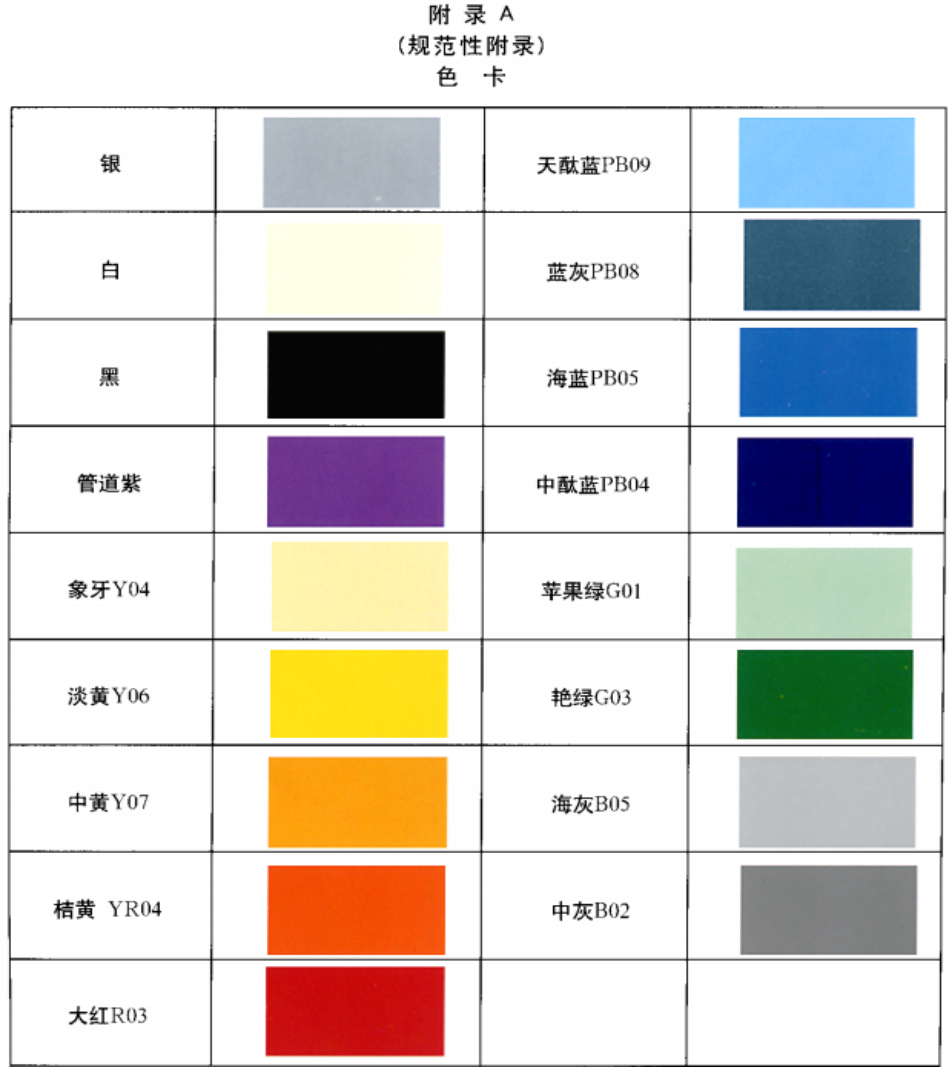 附 录 A
(规范性附录)
色 卡
银
天酞蓝PB09
白
蓝灰PB08
黑
海蓝PB05
管道紫
中酞蓝PB04
象牙Y04
苹果绿G01
淡黄Y06
艳绿G03
中黄Y07
海灰B05
桔黄 YR04
中灰B02
大红R03